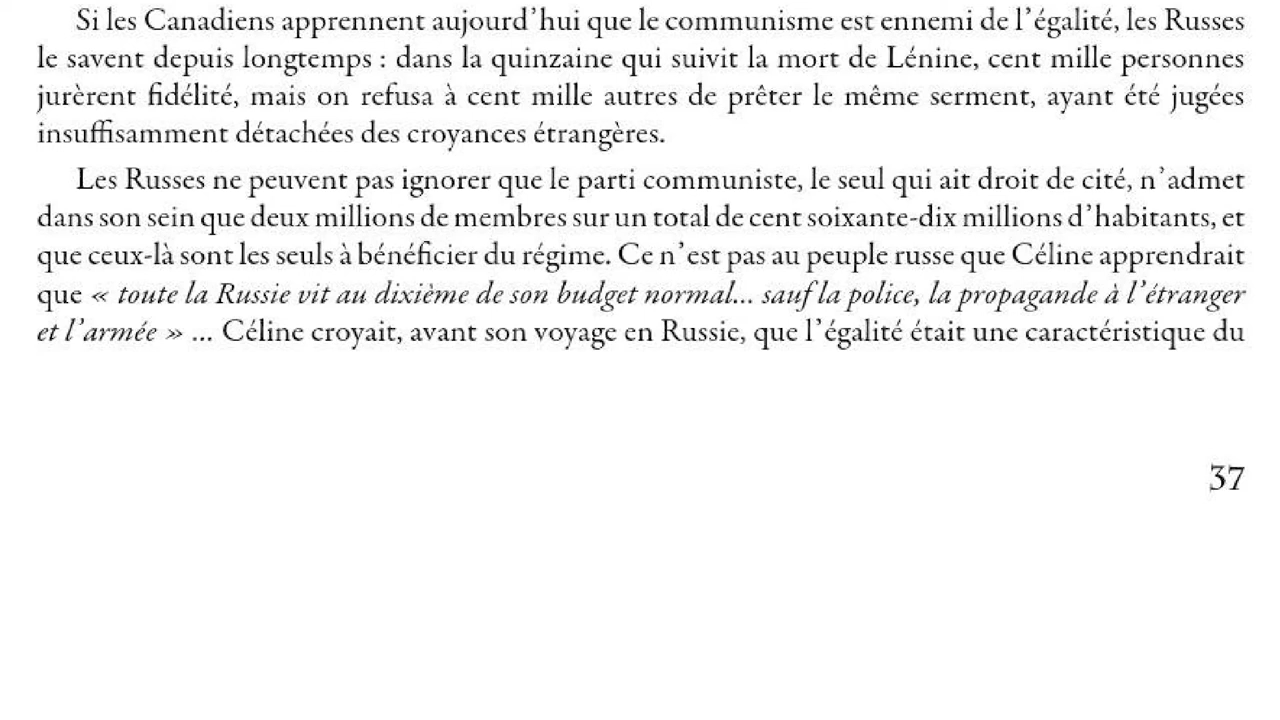 Si les Canadiens apprennent aujourd’hui que le communisme est ennemi de l’égalité, les Russes
le savent depuis longtemps : dans la quinzaine qui suivit la mort de Lénine, cent mille personnes
jurèrent fidélité, mais on refusa à cent mille autres de prêter le même serment, ayant été jugées
insuffisamment détachées des croyances étrangères.
Les Russes ne peuvent pas ignorer que le parti communiste, le seul qui ait droit de cité, n’admet
dans son sein que deux millions de membres sur un total de cent soixante-dix millions d’habitants, et
que ceux-là sont les seuls à bénéficier du régime. Ce n’est pas au peuple russe que Céline apprendrait
que « toute la Russie vit au dixième de son budget normal... sauf la police, la propagande à l’étranger
et l’armée » ... Céline croyait, avant son voyage en Russie, que l’égalité était une caractéristique du
37